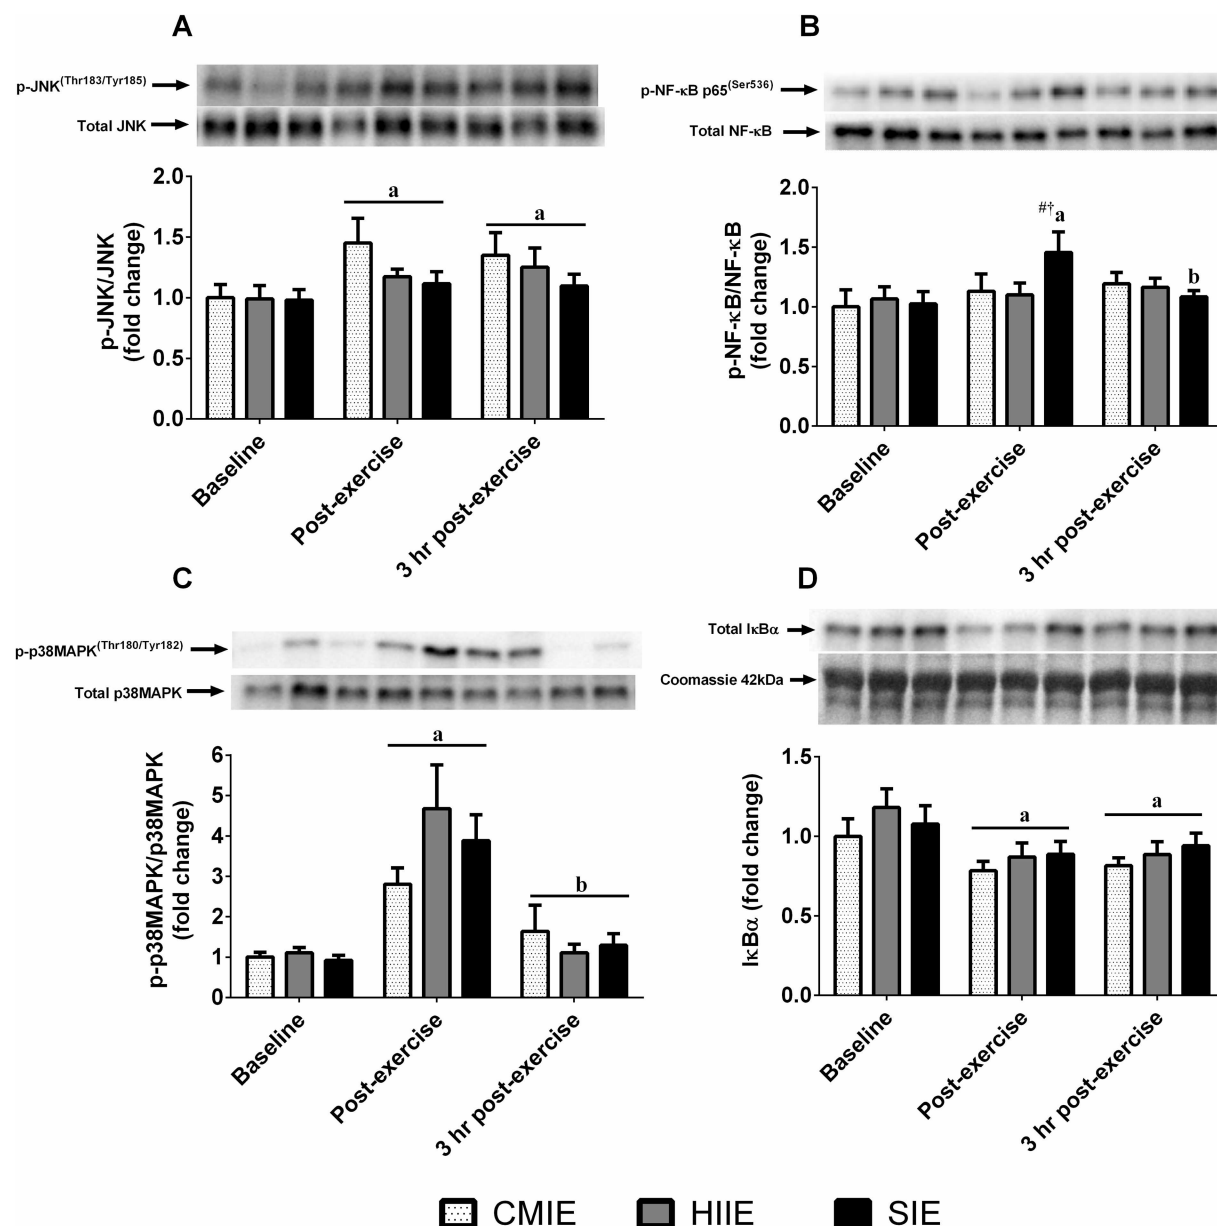 A
p-JNK(Thr183/Tyr185)
Total JNK
p-JNK/JNK
(fold change)
2.0
1.5
1.0
0.5
0.0
a
a
Baseline
Post-exercise
3 hr post-exercise
B
p-NF-κB p65(Ser536)
Total NF-κB
p-NF-κB/NF-κB
(fold change)
2.0
1.5
1.0
0.5
0.0
#†a
b
Baseline
Post-exercise
3 hr post-exercise
C
p-p38MAPK(Thr180/Tyr182)
Total p38MAPK
p-p38MAPK/p38MAPK
(fold change)
6
5
4
3
2
1
0
a
b
Baseline
Post-exercise
3 hr post-exercise
D
Total IκBα
Coomassie 42kDa
IκBα (fold change)
1.5
1.0
0.5
0.0
a
a
Baseline
Post-exercise
3 hr post-exercise
CMIE HIIE SIE